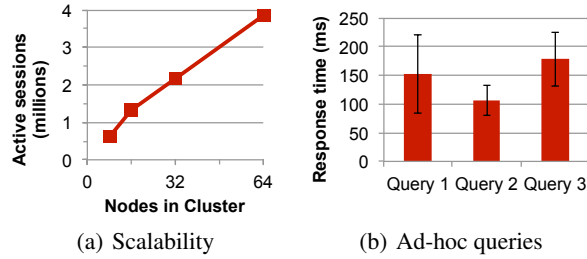 4
3
2
1
0
Active sessions
(millions)
0
32
64
Nodes in Cluster
(a) Scalability
250
200
150
100
50
0
Response time (ms)
Query 1 Query 2 Query 3
(b) Ad-hoc queries